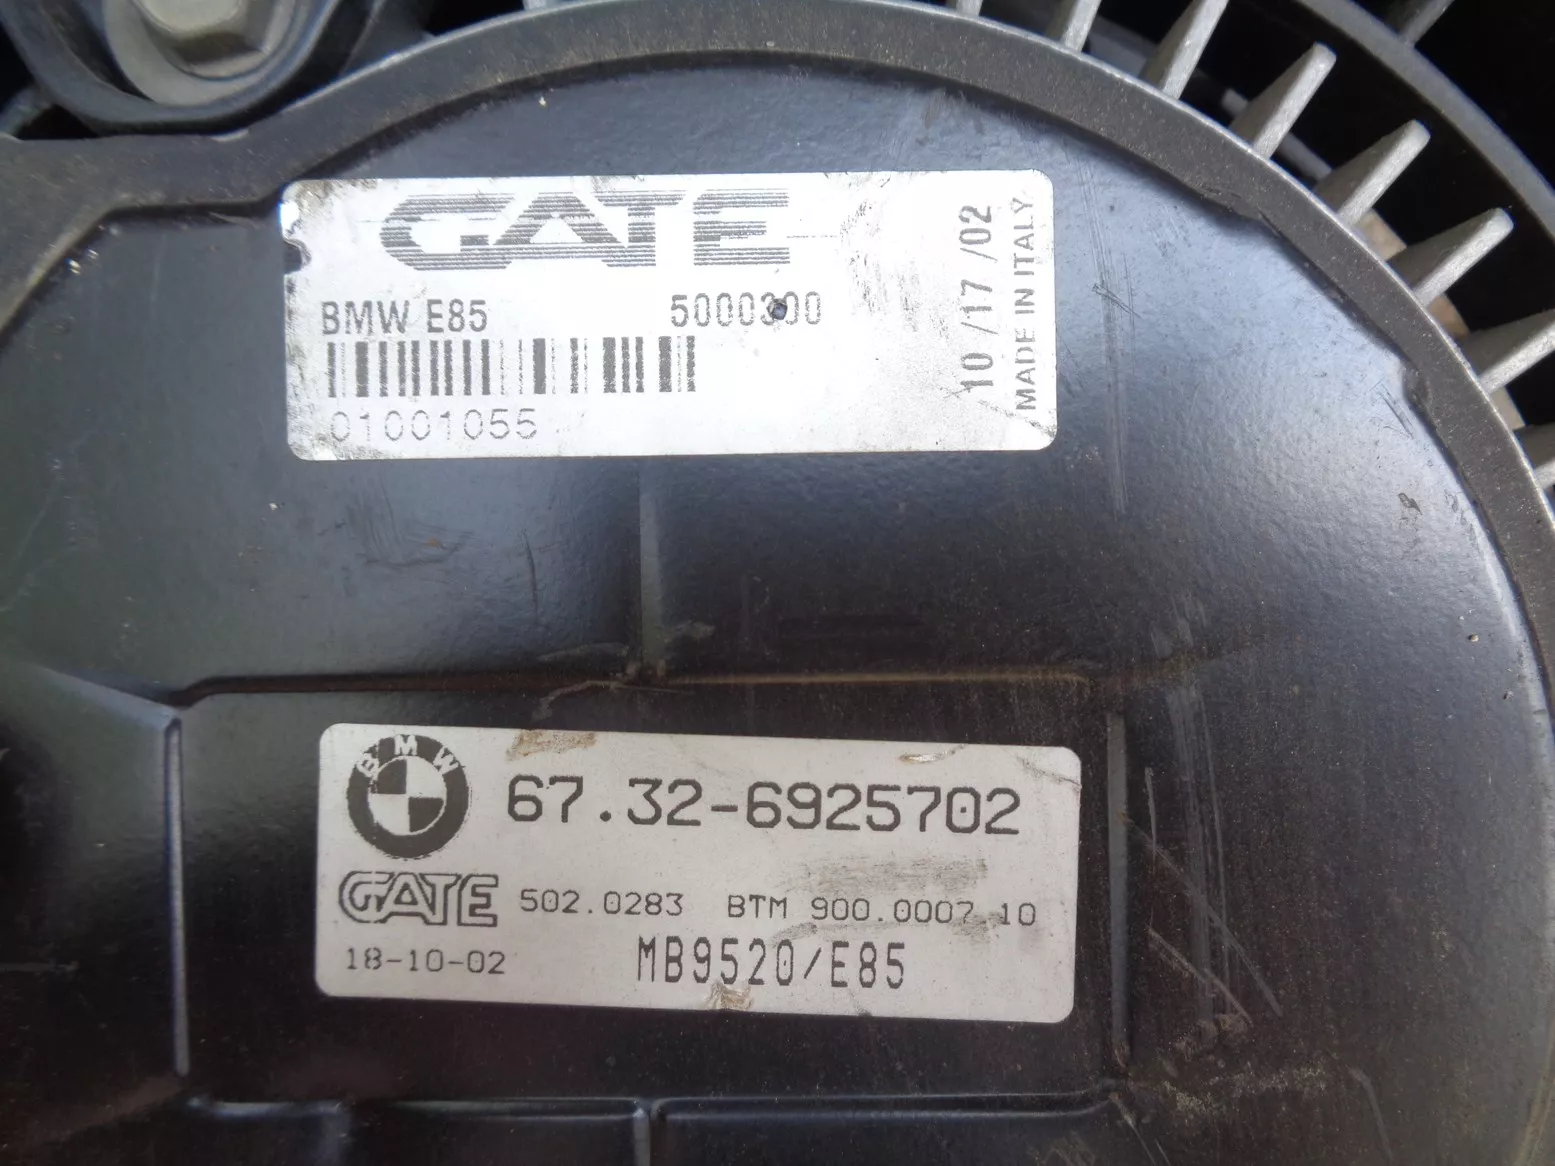 GATE
BMW E85 5000300
01001055
10/17/02
MADE IN ITALY
BMW
67.32-6925702
GATE 502.0283 BTM 900.0007.10
18-10-02 MB9520/E85